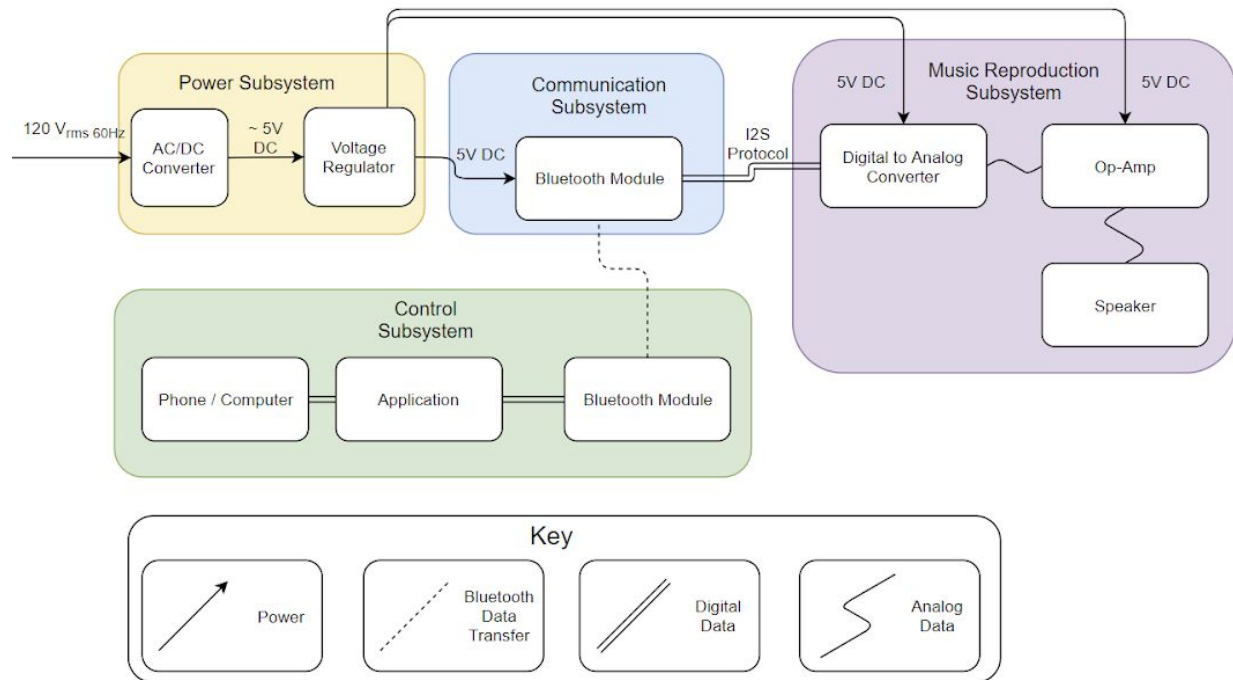 Power Subsystem
120 Vrms 60Hz
AC/DC
Converter
~ 5V
DC
Voltage
Regulator
Communication
Subsystem
5V DC
Bluetooth Module
I2S
Protocol
Music Reproduction
Subsystem
5V DC
5V DC
Digital to Analog
Converter
Op-Amp
Speaker
Control
Subsystem
Phone / Computer
Application
Bluetooth Module
Key
Power
Bluetooth
Data
Transfer
Digital
Data
Analog
Data